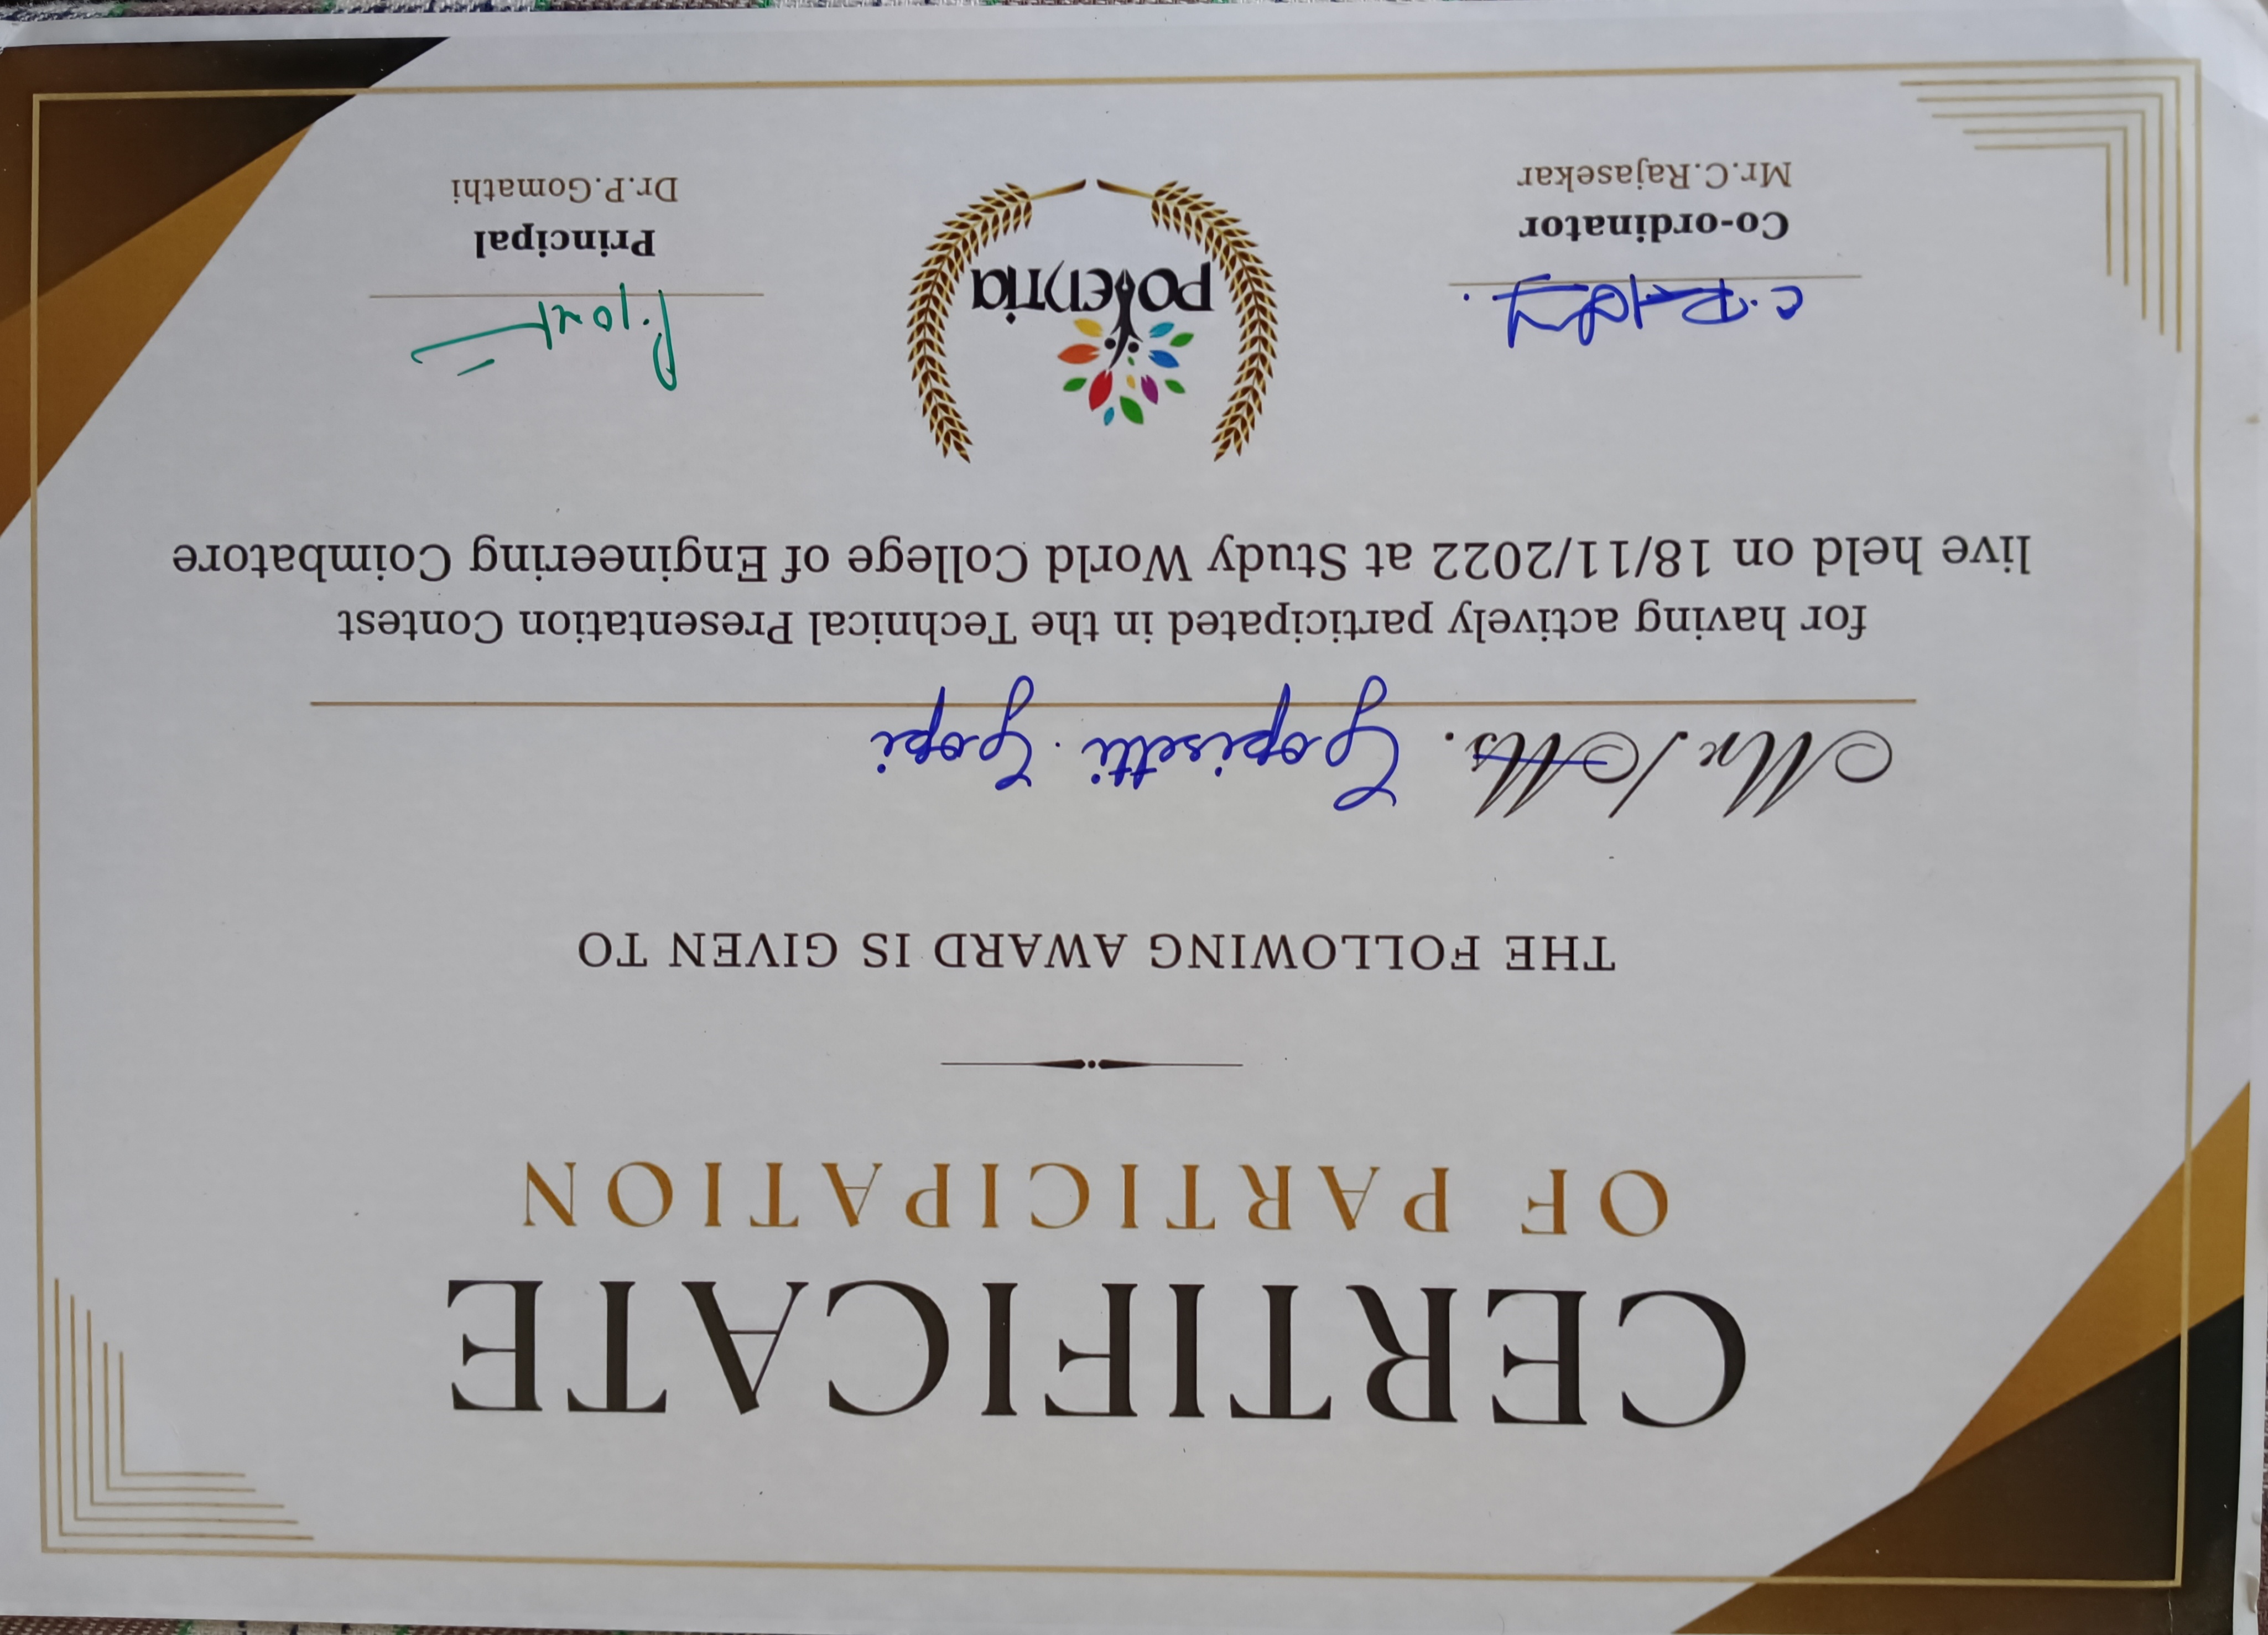 CERTIFICATE
OF PARTICIPATION
THE FOLLOWING AWARD IS GIVEN TO
Mr./Ms. Gopisetti. Gopi
for having actively participated in the Technical Presentation Contest
live held on 18/11/2022 at Study World College of Engineering Coimbatore
potentia
Co-ordinator
Mr.C.Rajasekar
Principal
Dr.P.Gomathi